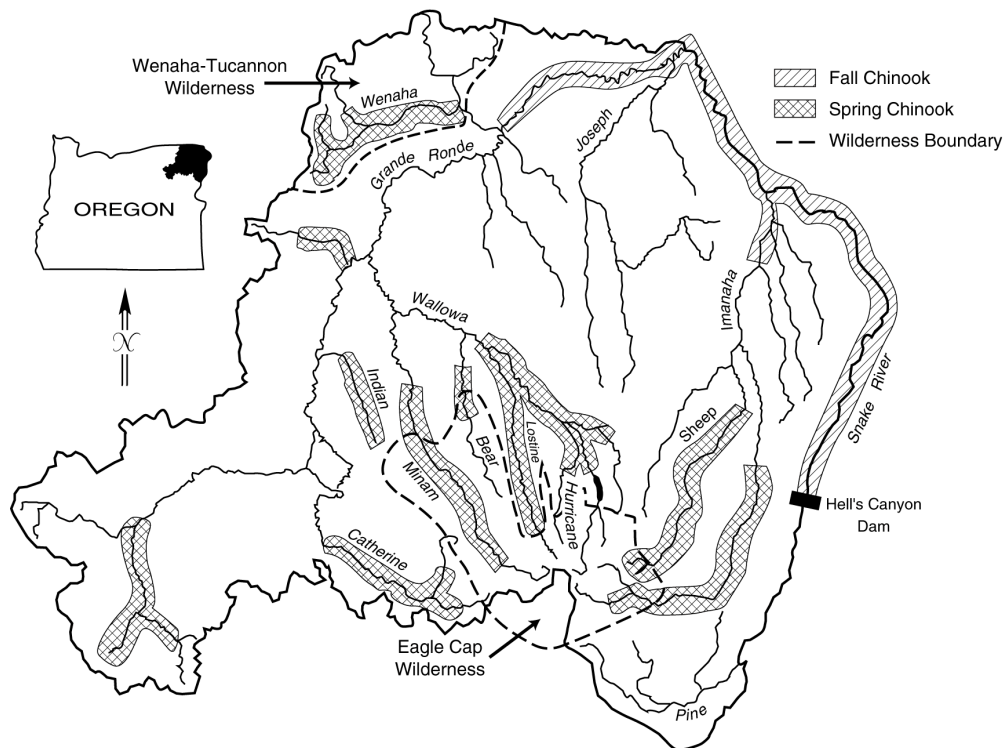 Wenaha-Tucannon
Wilderness
Wenaha
Grande Ronde
Joseph
Fall Chinook
Spring Chinook
Wilderness Boundary
OREGON
N
Wallowa
Imanaha
Indian
Minam
Bear
Lostine
Hurricane
Sheep
Snake River
Hell's Canyon
Dam
Catherine
Eagle Cap
Wilderness
Pine